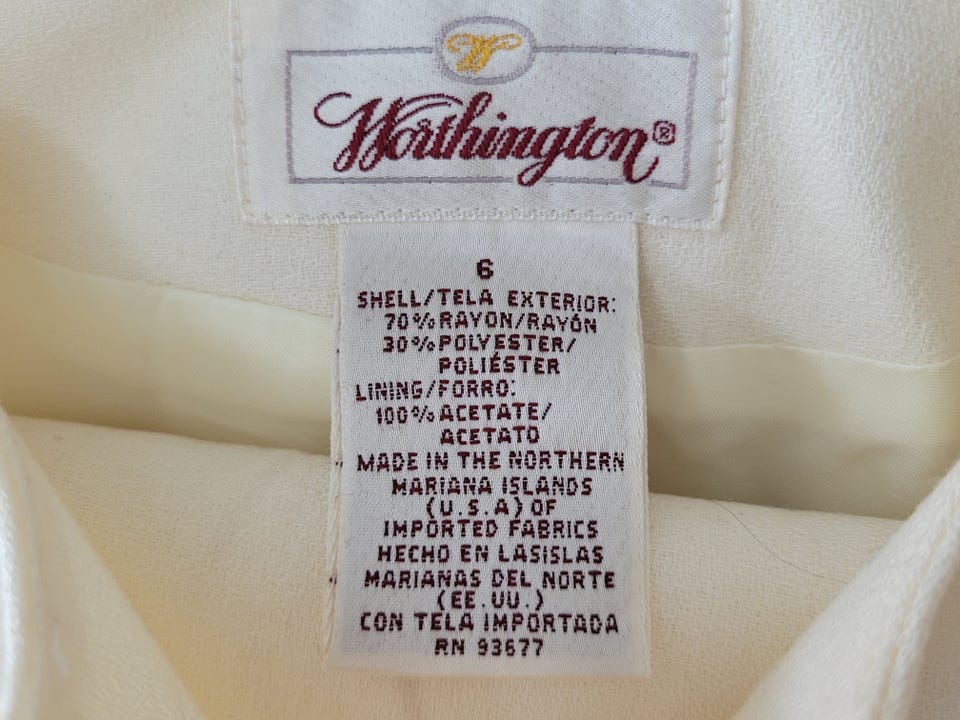 W
Worthington®
6
SHELL/TELA EXTERIOR:
70% RAYON/RAYÓN
30% POLYESTER/
POLIÉSTER
LINING/FORRO:
100% ACETATE/
ACETATO
MADE IN THE NORTHERN
MARIANA ISLANDS
(U.S.A) OF
IMPORTED FABRICS
HECHO EN LASISLAS
MARIANAS DEL NORTE
(EE.UU.)
CON TELA IMPORTADA
RN 93677